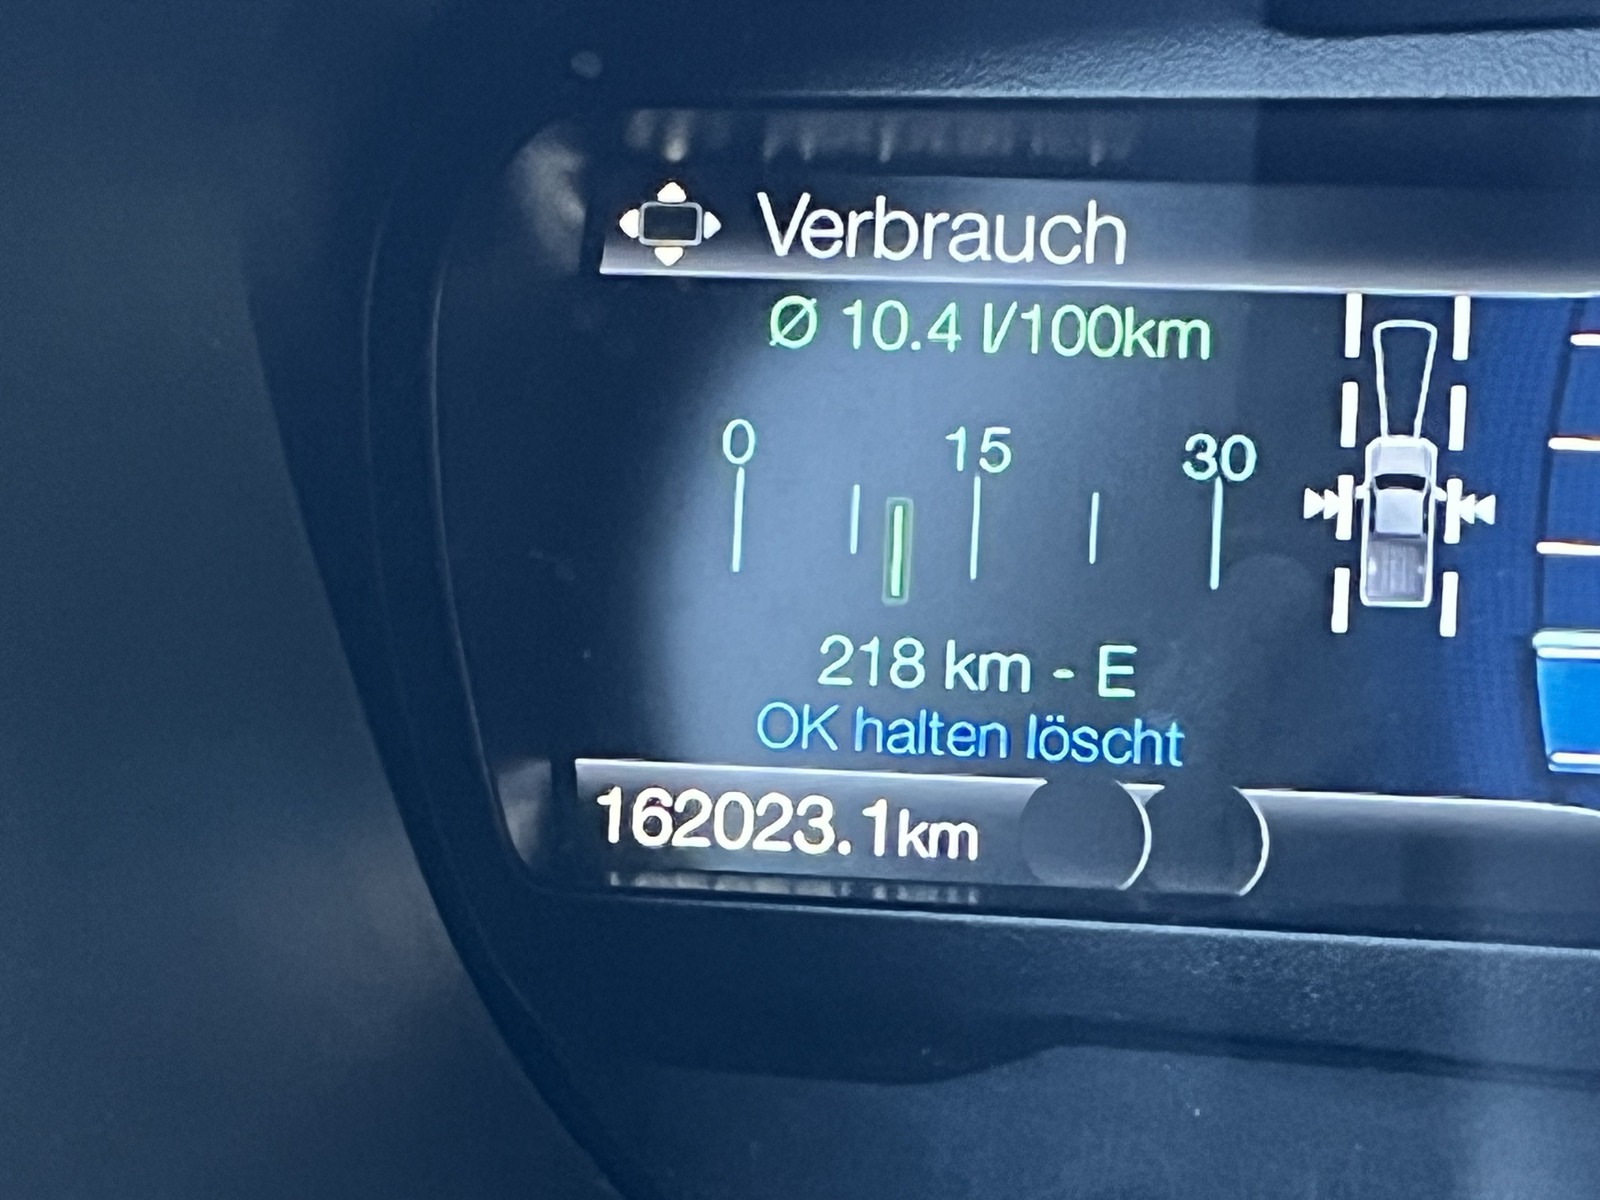 Verbrauch
Ø 10.4 l/100km
0 15 30
218 km - E
OK halten löscht
162023.1km